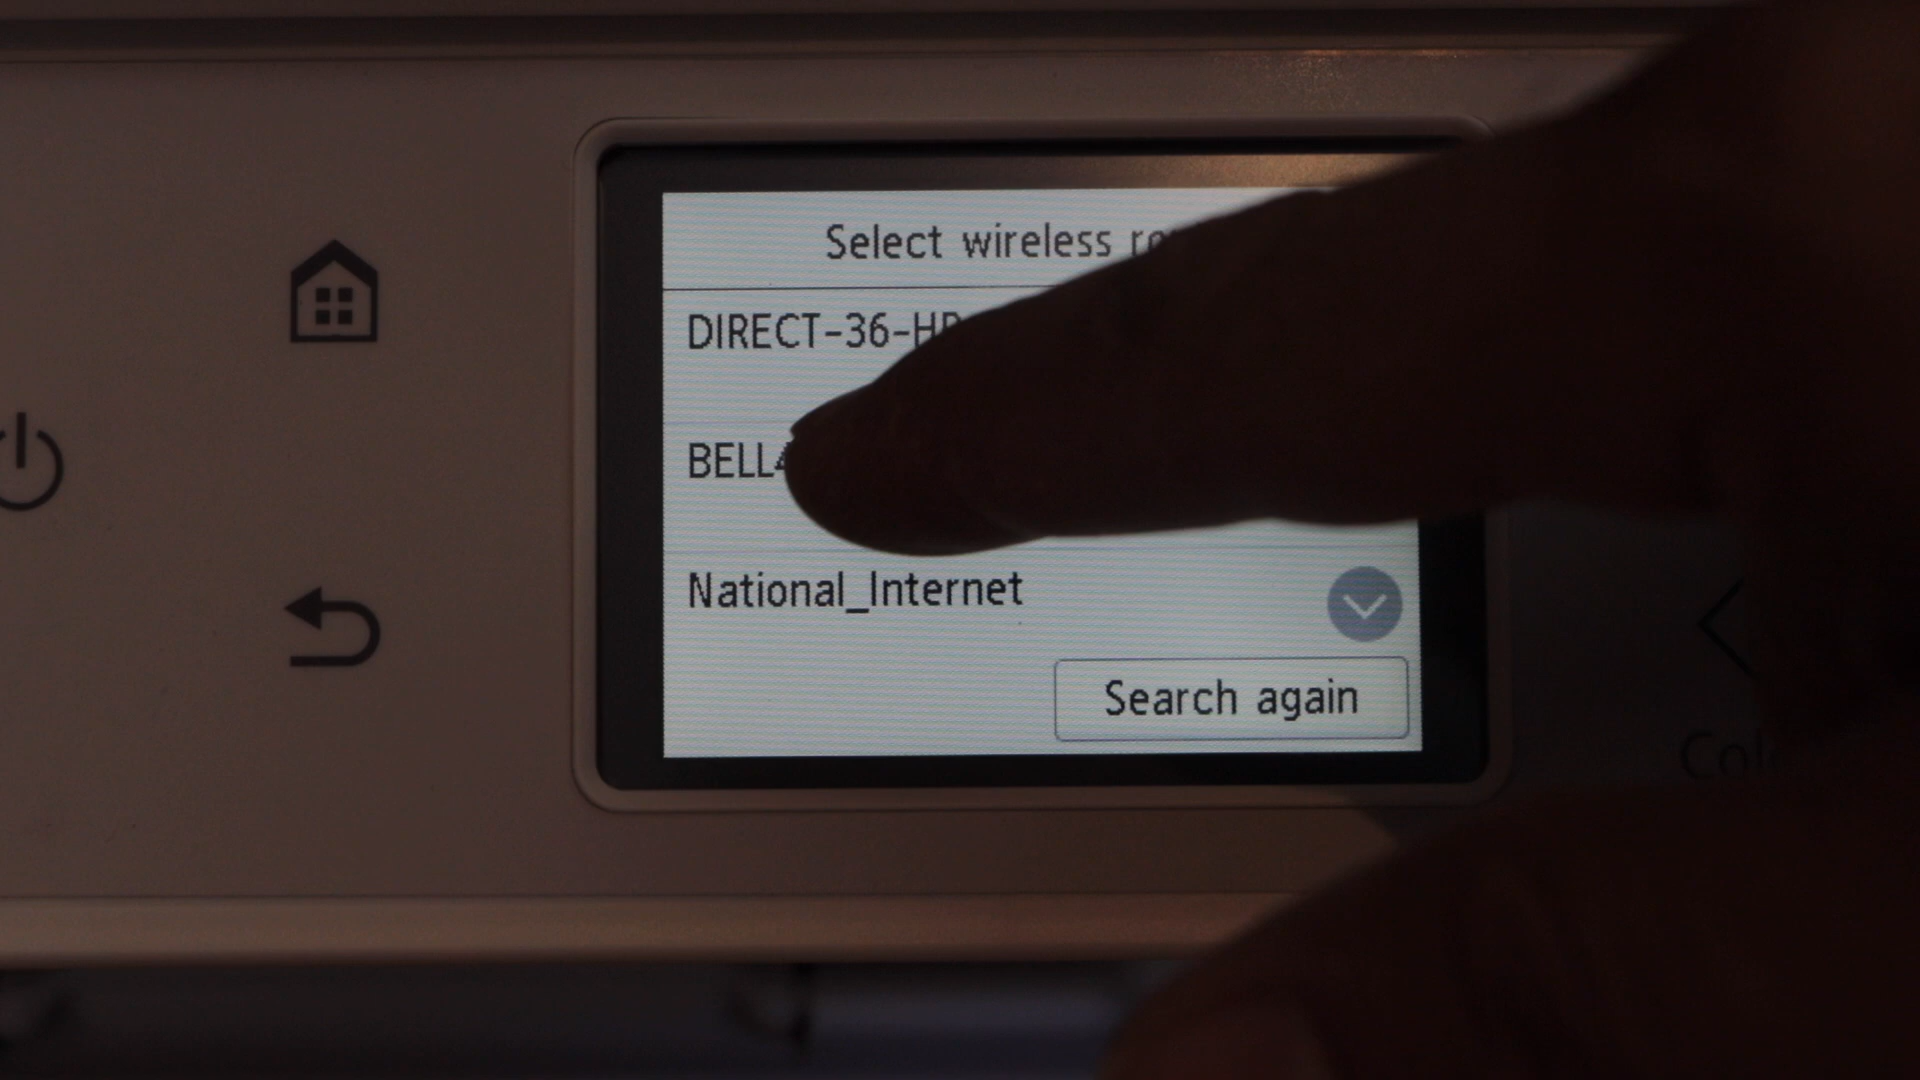 Select wireless
DIRECT-36-HP
BELL4
National_Internet
Search again